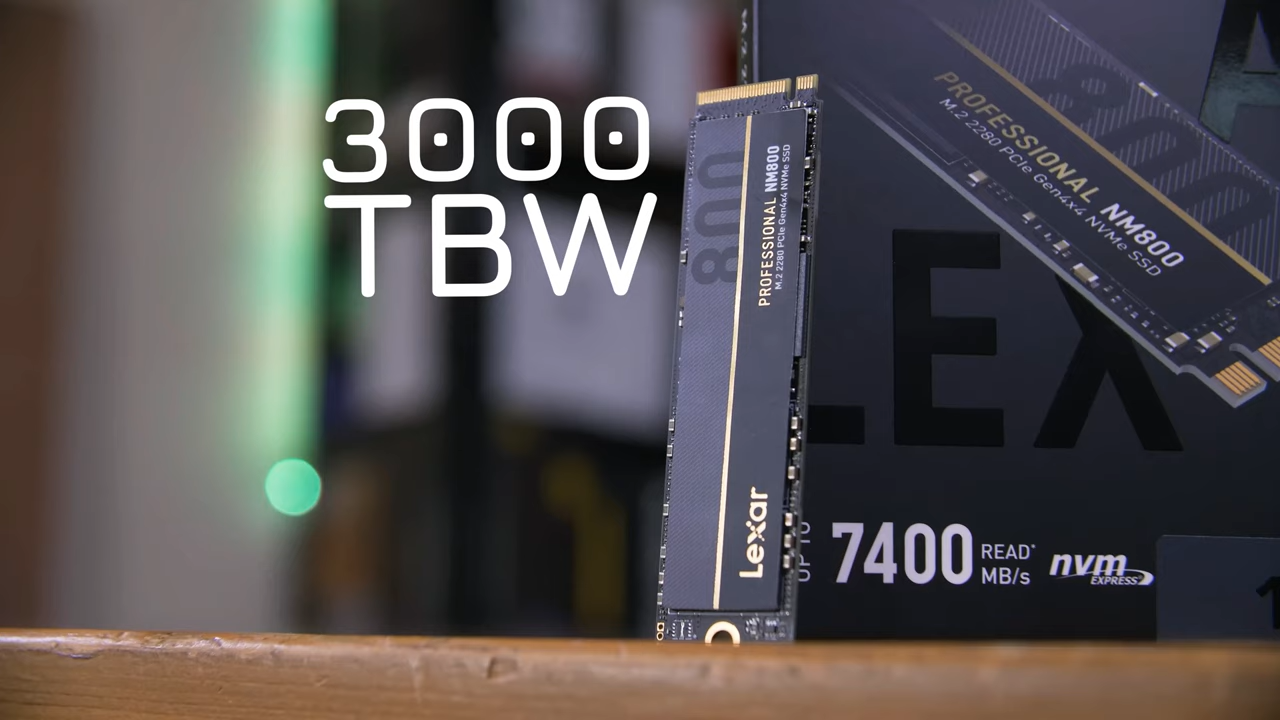 3000
TBW
800
PROFESSIONAL NM800
M.2 2280 PCIe Gen4x4 NVMe SSD
Lexar
800
PROFESSIONAL NM800
M.2 2280 PCIe Gen4x4 NVMe SSD
LEX
UP TO
7400
READ*
MB/s
nvm
EXPRESS